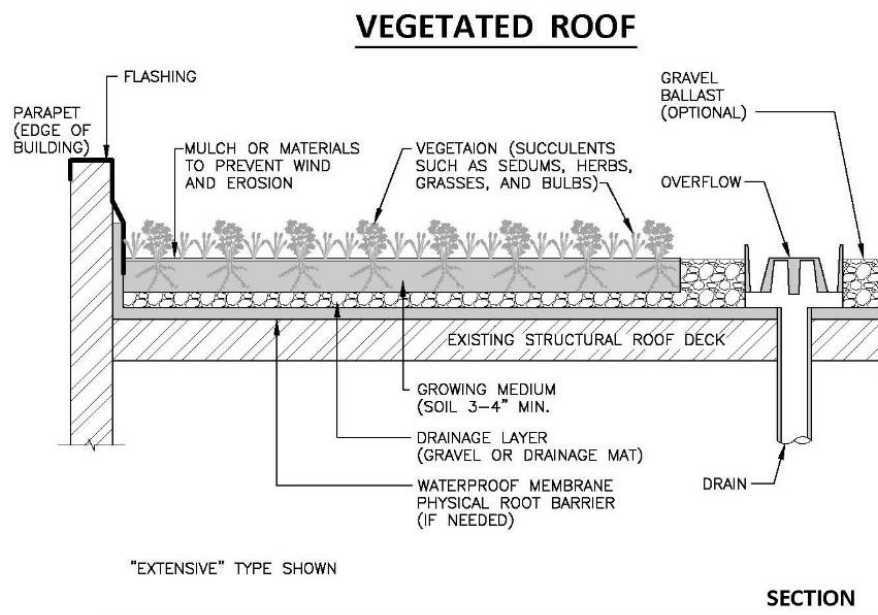 VEGETATED ROOF
FLASHING
PARAPET
(EDGE OF
BUILDING)
MULCH OR MATERIALS
TO PREVENT WIND
AND EROSION
VEGETAION (SUCCULENTS
SUCH AS SEDUMS, HERBS,
GRASSES, AND BULBS)
GRAVEL
BALLAST
(OPTIONAL)
OVERFLOW
EXISTING STRUCTURAL ROOF DECK
GROWING MEDIUM
(SOIL 3-4" MIN.
DRAINAGE LAYER
(GRAVEL OR DRAINAGE MAT)
WATERPROOF MEMBRANE
PHYSICAL ROOT BARRIER
(IF NEEDED)
DRAIN
"EXTENSIVE" TYPE SHOWN
SECTION